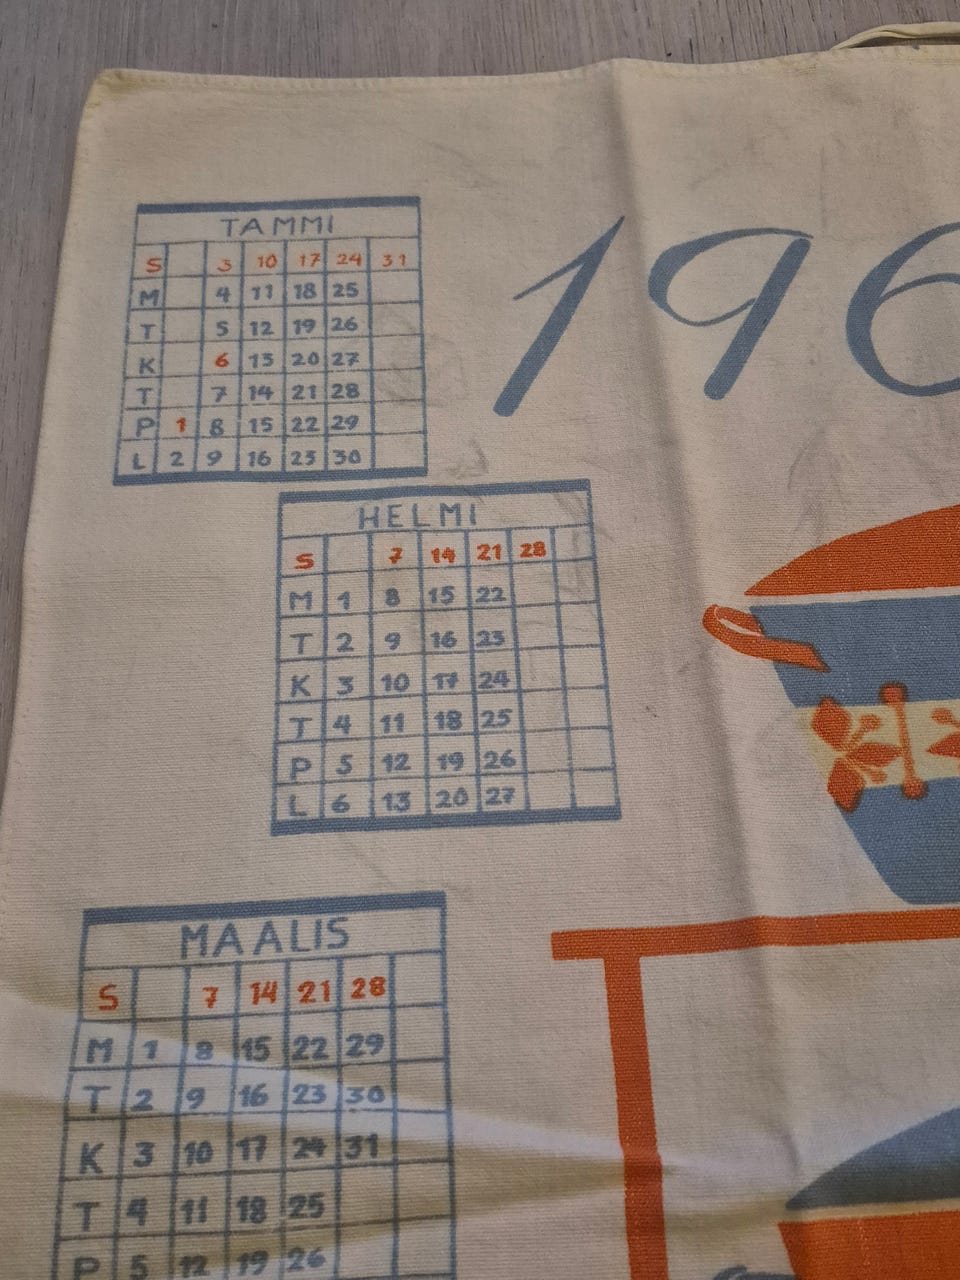 TAMMI
S 3 10 17 24 31
M 4 11 18 25
T 5 12 19 26
K 6 13 20 27
T 7 14 21 28
P 1 8 15 22 29
L 2 9 16 23 30
196
HELMI
S 7 14 21 28
M 1 8 15 22
T 2 9 16 23
K 3 10 17 24
T 4 11 18 25
P 5 12 19 26
L 6 13 20 27
MAALIS
S 7 14 21 28
M 1 8 15 22 29
T 2 9 16 23 30
K 3 10 17 24 31
T 4 11 18 25
P 5 12 19 26